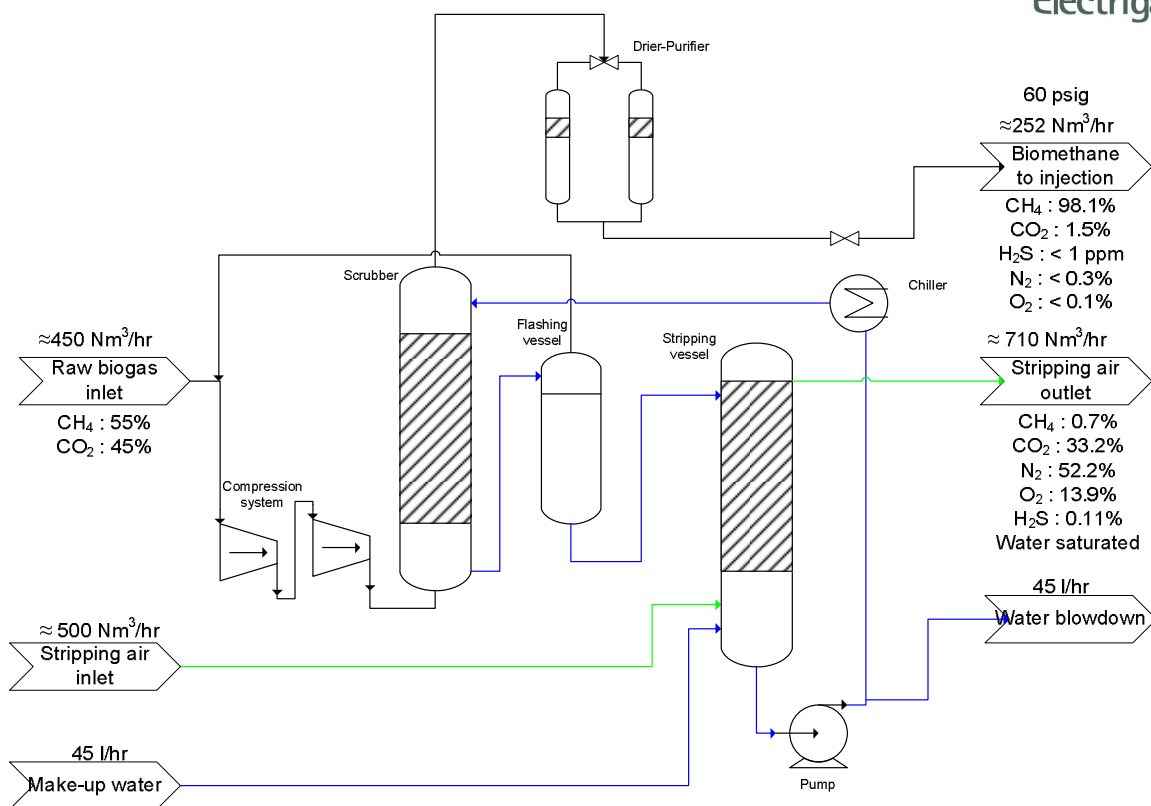 Electriga
Drier-Purifier
60 psig
≈252 Nm³/hr
Biomethane
to injection
CH₄ : 98.1%
CO₂ : 1.5%
H₂S : < 1 ppm
N₂ : < 0.3%
O₂ : < 0.1%
Scrubber
Chiller
Flashing
vessel
Stripping
vessel
≈450 Nm³/hr
Raw biogas
inlet
CH₄ : 55%
CO₂ : 45%
≈ 710 Nm³/hr
Stripping air
outlet
CH₄ : 0.7%
CO₂ : 33.2%
N₂ : 52.2%
O₂ : 13.9%
H₂S : 0.11%
Water saturated
Compression
system
45 l/hr
Water blowdown
≈ 500 Nm³/hr
Stripping air
inlet
45 l/hr
Make-up water
Pump